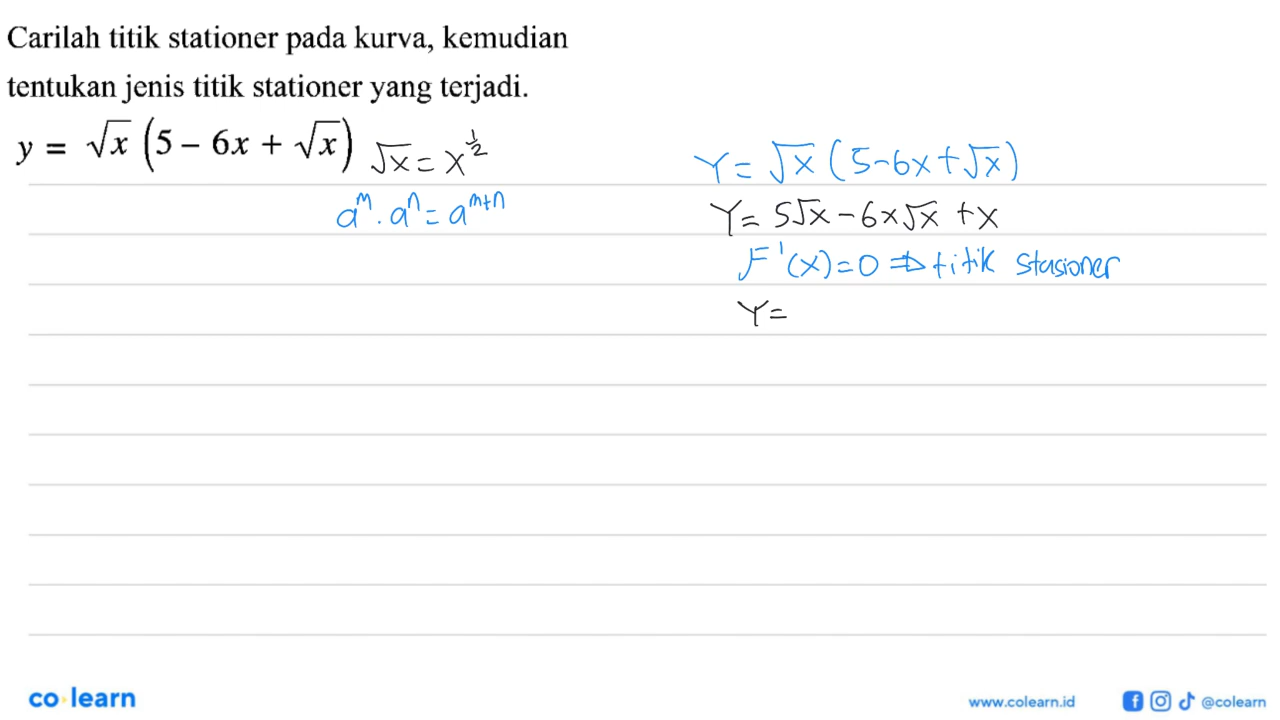 Carilah titik stationer pada kurva, kemudian
tentukan jenis titik stationer yang terjadi.
y = √x (5 – 6x + √x)
√x = x^½
a^m . a^n = a^(m+n)
Y = √x (5-6x+√x)
Y = 5√x - 6x√x + x
F'(x) = 0 ⇒ titik stasioner
Y =
co learn
www.colearn.id
@colearn